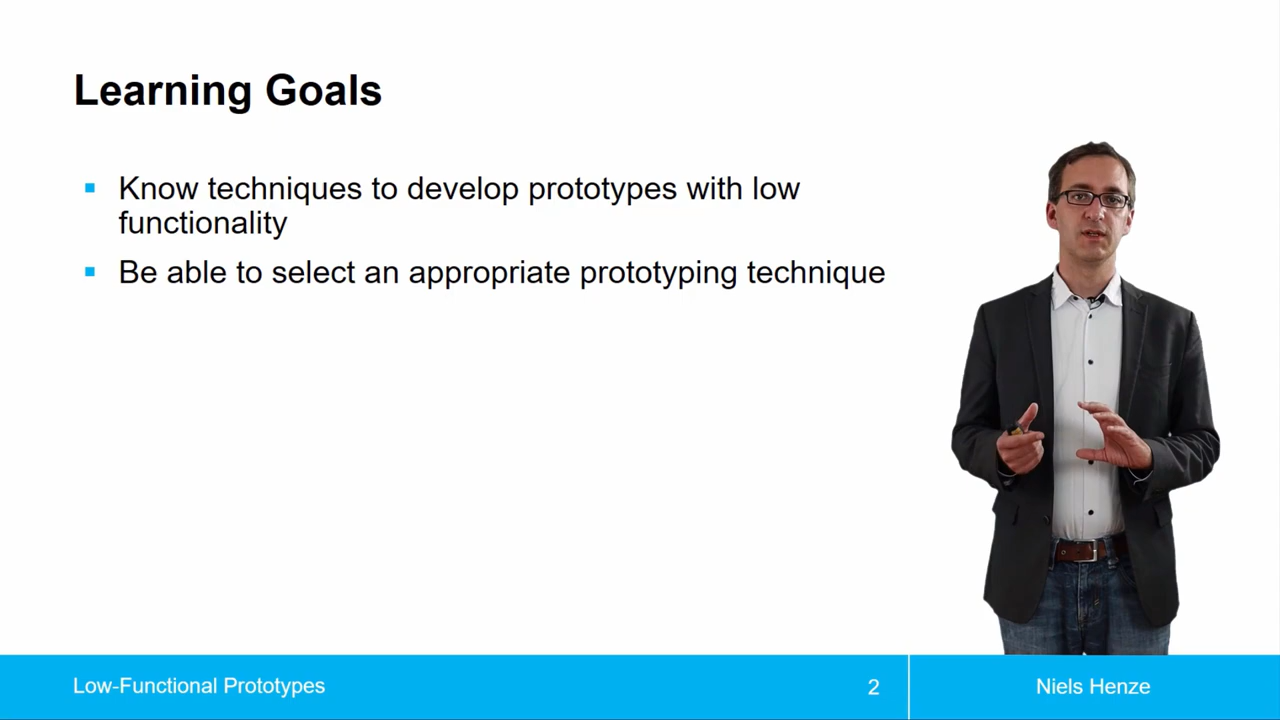 Learning Goals
Know techniques to develop prototypes with low
functionality
Be able to select an appropriate prototyping technique
Low-Functional Prototypes
2
Niels Henze